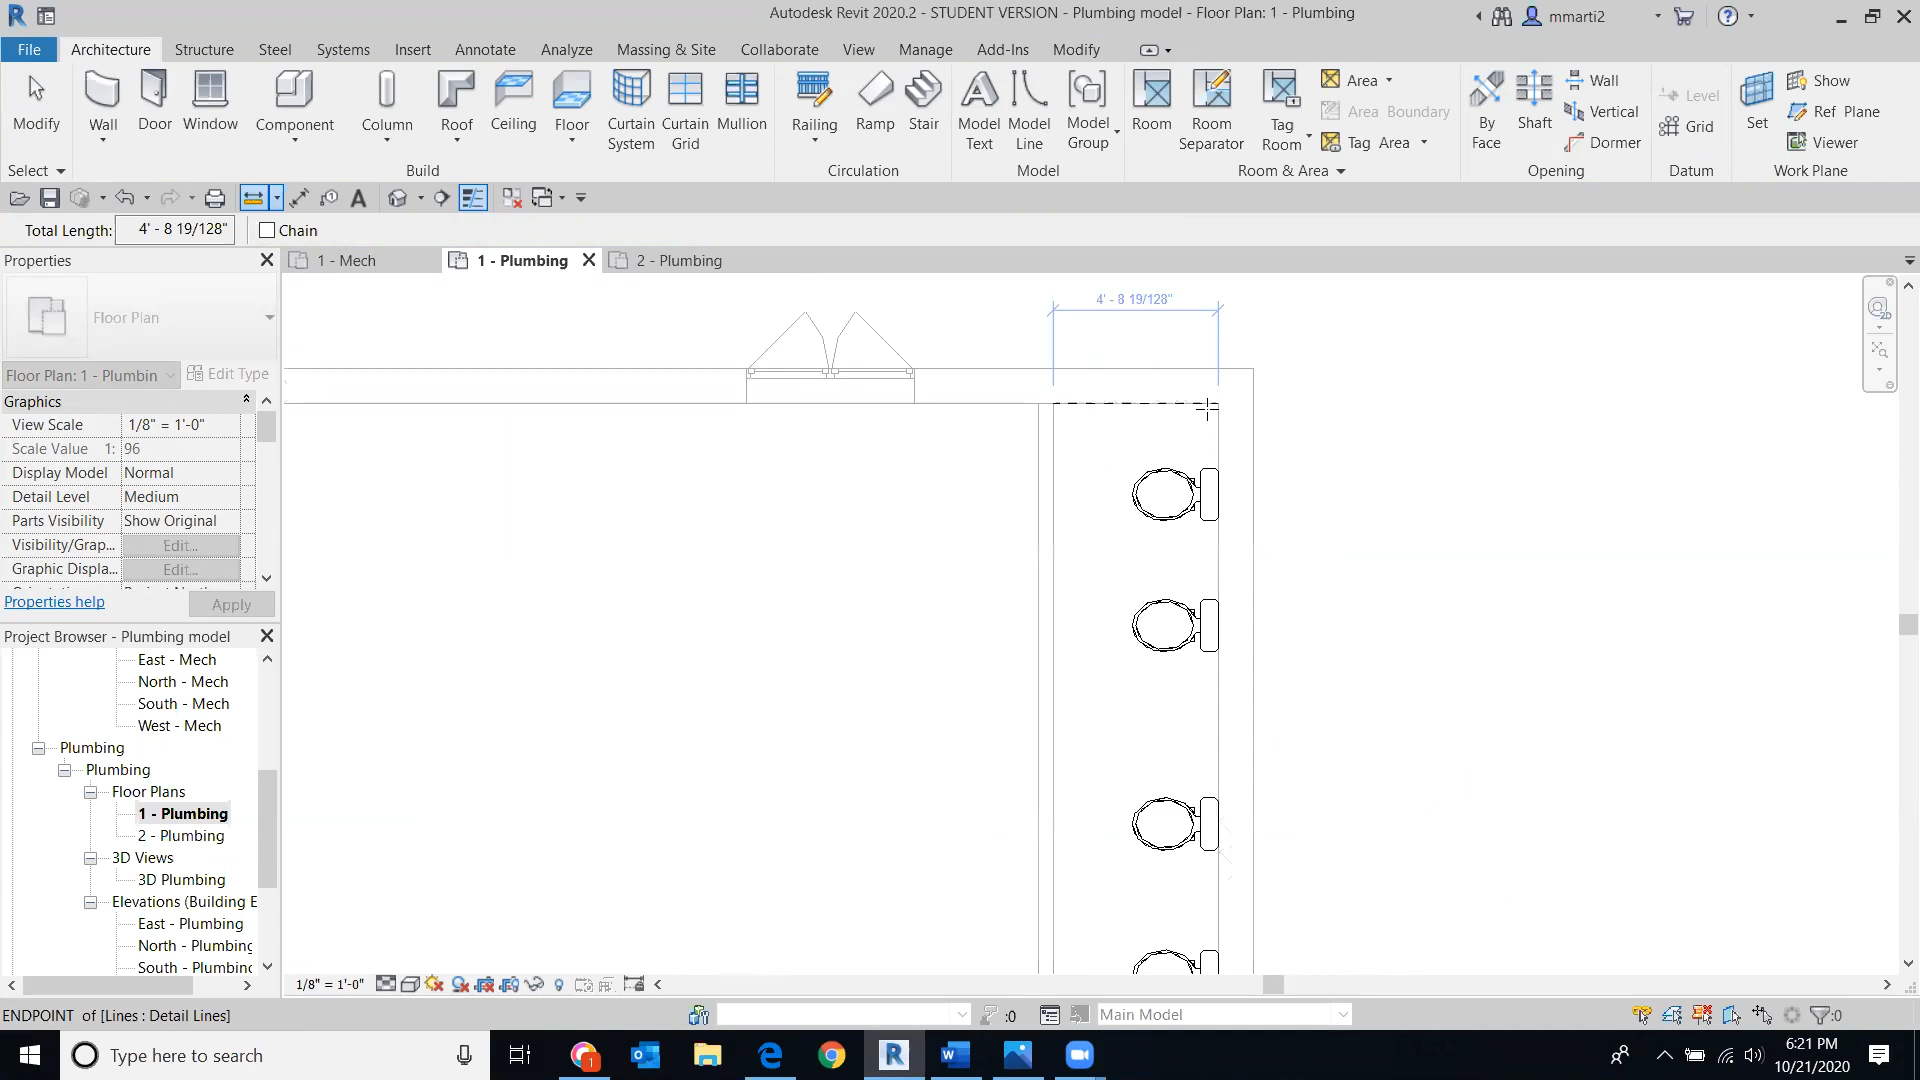 Autodesk Revit 2020.2 - STUDENT VERSION - Plumbing model - Floor Plan: 1 - Plumbing
mmarti2
File Architecture Structure Steel Systems Insert Annotate Analyze Massing & Site Collaborate View Manage Add-Ins Modify
Modify
Wall Door Window Component Column Roof Ceiling Floor Curtain System Curtain Grid Mullion
Railing Ramp Stair
Model Text Model Line Model Group
Room Room Separator Tag Room
Area
Area Boundary
Tag Area
By Face Shaft
Wall
Vertical
Dormer
Level
Grid
Set
Show
Ref Plane
Viewer
Select Build Circulation Model Room & Area Opening Datum Work Plane
Total Length: 4' - 8 19/128" Chain
Properties
1 - Mech 1 - Plumbing 2 - Plumbing
Floor Plan
Floor Plan: 1 - Plumbin Edit Type
Graphics
View Scale 1/8" = 1'-0"
Scale Value 1: 96
Display Model Normal
Detail Level Medium
Parts Visibility Show Original
Visibility/Grap... Edit...
Graphic Displa... Edit...
Properties help Apply
Project Browser - Plumbing model
East - Mech
North - Mech
South - Mech
West - Mech
Plumbing
Plumbing
Floor Plans
1 - Plumbing
2 - Plumbing
3D Views
3D Plumbing
Elevations (Building E
East - Plumbing
North - Plumbing
South - Plumbing
4' - 8 19/128"
2D
1/8" = 1'-0"
ENDPOINT of [Lines : Detail Lines]
:0
Main Model
:0
Type here to search
1
6:21 PM
10/21/2020